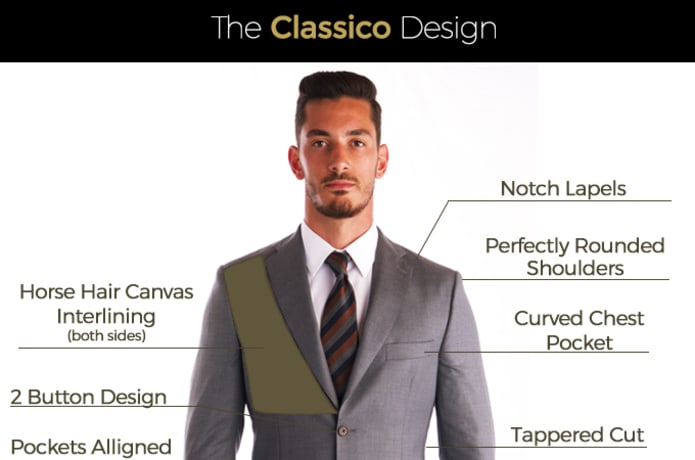 The Classico Design
Notch Lapels
Perfectly Rounded
Shoulders
Horse Hair Canvas
Interlining
(both sides)
Curved Chest
Pocket
2 Button Design
Tappered Cut
Pockets Alligned